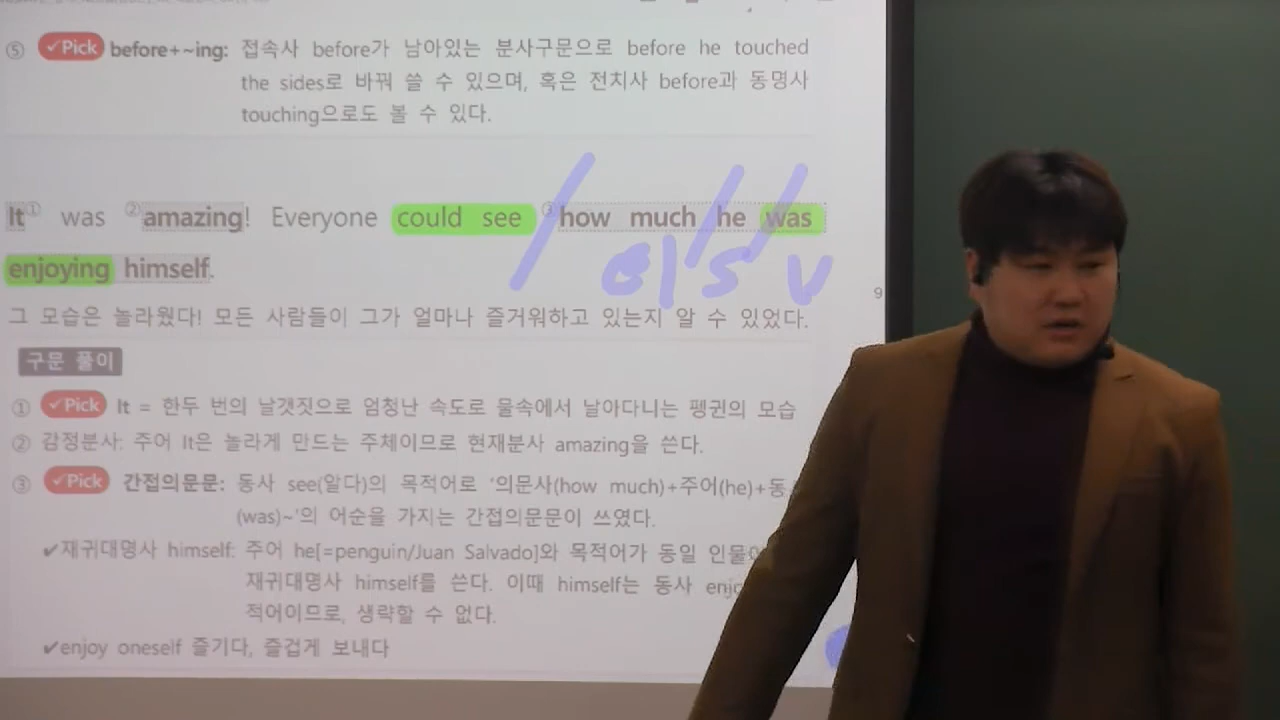 ⑤ ✓Pick before+~ing: 접속사 before가 남아있는 분사구문으로 before he touched
the sides로 바꿔 쓸 수 있으며, 혹은 전치사 before과 동명사
touching으로도 볼 수 있다.
It① was ②amazing! Everyone could see ③how much he was
의 S V
enjoying himself.
9
그 모습은 놀라웠다! 모든 사람들이 그가 얼마나 즐거워하고 있는지 알 수 있었다.
구문 풀이
① ✓Pick It = 한두 번의 날갯짓으로 엄청난 속도로 물속에서 날아다니는 펭귄의 모습
② 감정분사: 주어 It은 놀라게 만드는 주체이므로 현재분사 amazing을 쓴다.
③ ✓Pick 간접의문문: 동사 see(알다)의 목적어로 '의문사(how much)+주어(he)+동
(was)~'의 어순을 가지는 간접의문문이 쓰였다.
✓재귀대명사 himself: 주어 he[=penguin/Juan Salvado]와 목적어가 동일 인물
재귀대명사 himself를 쓴다. 이때 himself는 동사 enj
적어이므로, 생략할 수 없다.
✓enjoy oneself 즐기다, 즐겁게 보내다